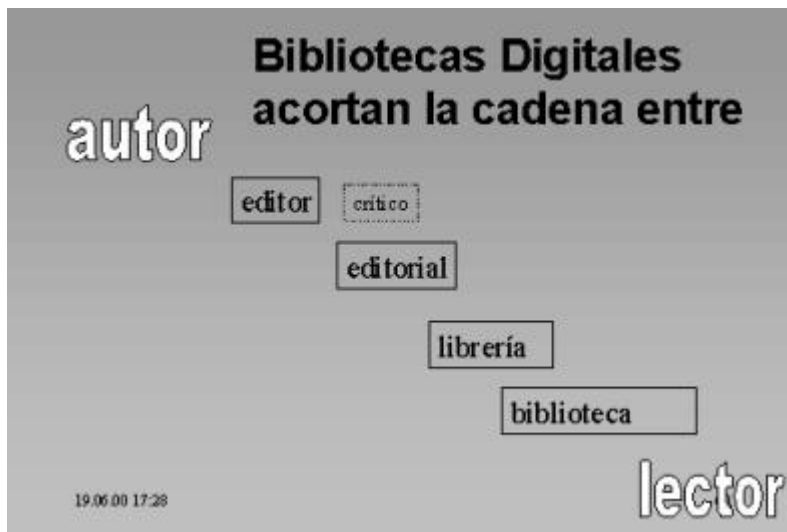 Bibliotecas Digitales
acortan la cadena entre
autor
editor
crítico
editorial
librería
biblioteca
lector
19.06.00 17:28